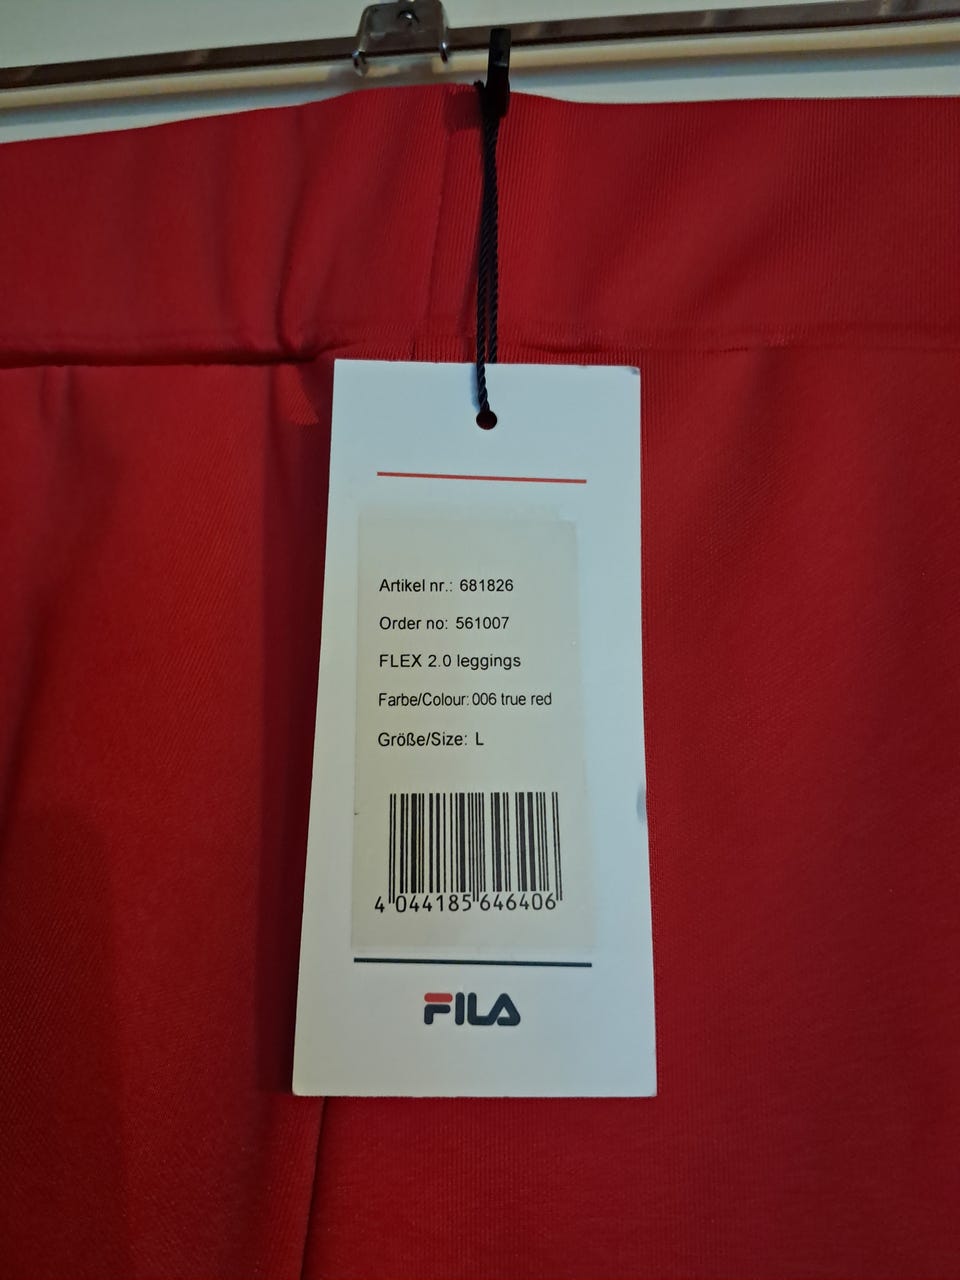 Artikel nr.: 681826
Order no: 561007
FLEX 2.0 leggings
Farbe/Colour: 006 true red
Größe/Size: L
4 044185 646406
FILA